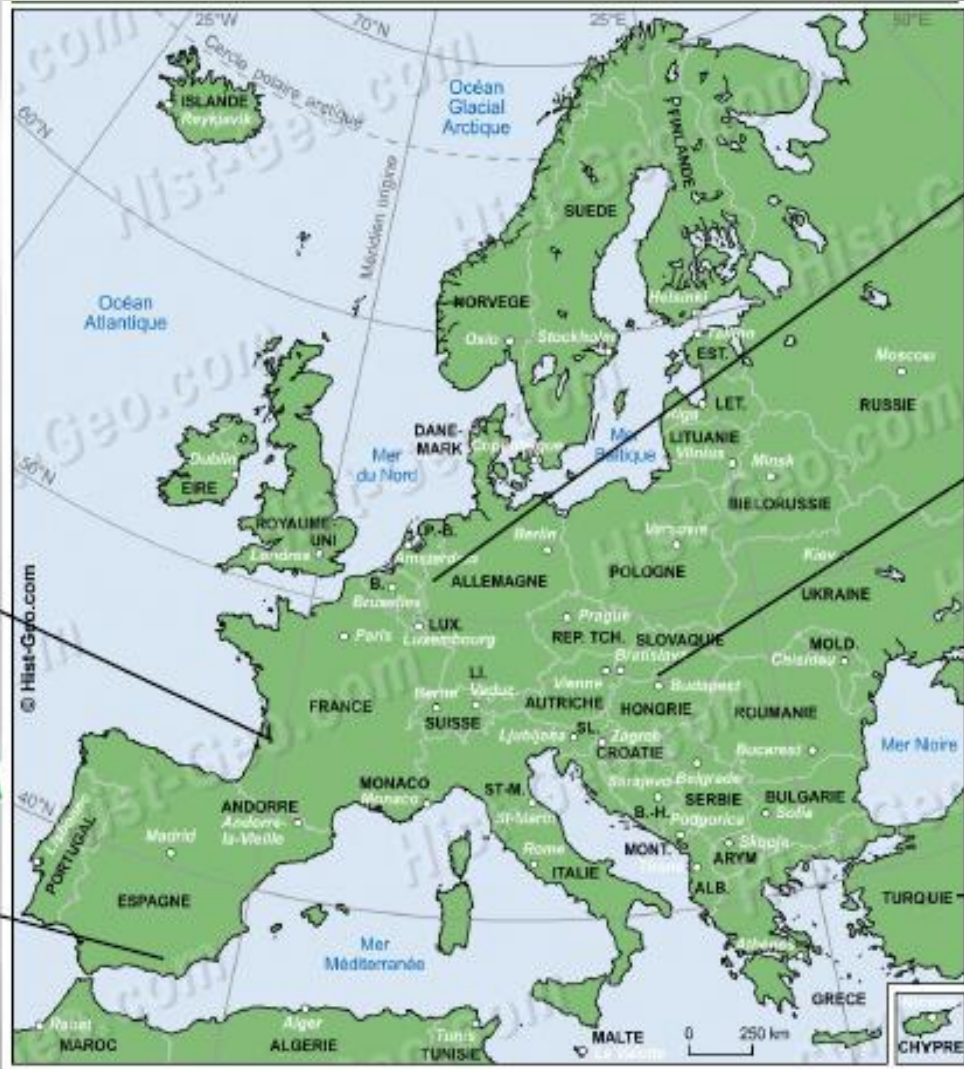 25°W
70°N
25°E
50°E
Cercle polaire arctique
Océan
Glacial
Arctique
ISLANDE
Reykjavik
60°N
Méridien origine
FINLANDE
SUEDE
Océan
Atlantique
NORVEGE
Helsinki
Oslo
Stockholm
Tallinn
EST.
Moscou
RUSSIE
LET.
Riga
DANE-
MARK
Copenhague
Mer
du Nord
Mer
Baltique
LITUANIE
Vilnius
Minsk
Dublin
EIRE
50°N
BIELORUSSIE
ROYAUME-
UNI
Londres
P.-B.
Amsterdam
Berlin
Varsovie
Kiev
B.
Bruxelles
ALLEMAGNE
POLOGNE
UKRAINE
© Hist-Geo.com
Paris
LUX.
Luxembourg
Prague
REP. TCH.
SLOVAQUIE
MOLD.
Bratislava
Chisinau
LI.
Vienne
Budapest
Berne
Vaduz
FRANCE
SUISSE
AUTRICHE
HONGRIE
ROUMANIE
Ljubljana
SL.
Zagreb
CROATIE
Bucarest
Mer Noire
MONACO
Monaco
ST-M.
St-Marin
Sarajevo
Belgrade
SERBIE
BULGARIE
Sofia
40°N
ANDORRE
Andorre-
la-Vieille
B.-H.
Podgorica
Lisbonne
PORTUGAL
Madrid
Rome
MONT.
Skopje
ARYM
ITALIE
Tirana
ALB.
ESPAGNE
TURQUIE
Mer
Méditerranée
Athènes
GRECE
Rabat
MAROC
Alger
ALGERIE
Tunis
TUNISIE
MALTE
La Valette
0 250 km
CHYPRE
Hist-Geo.com